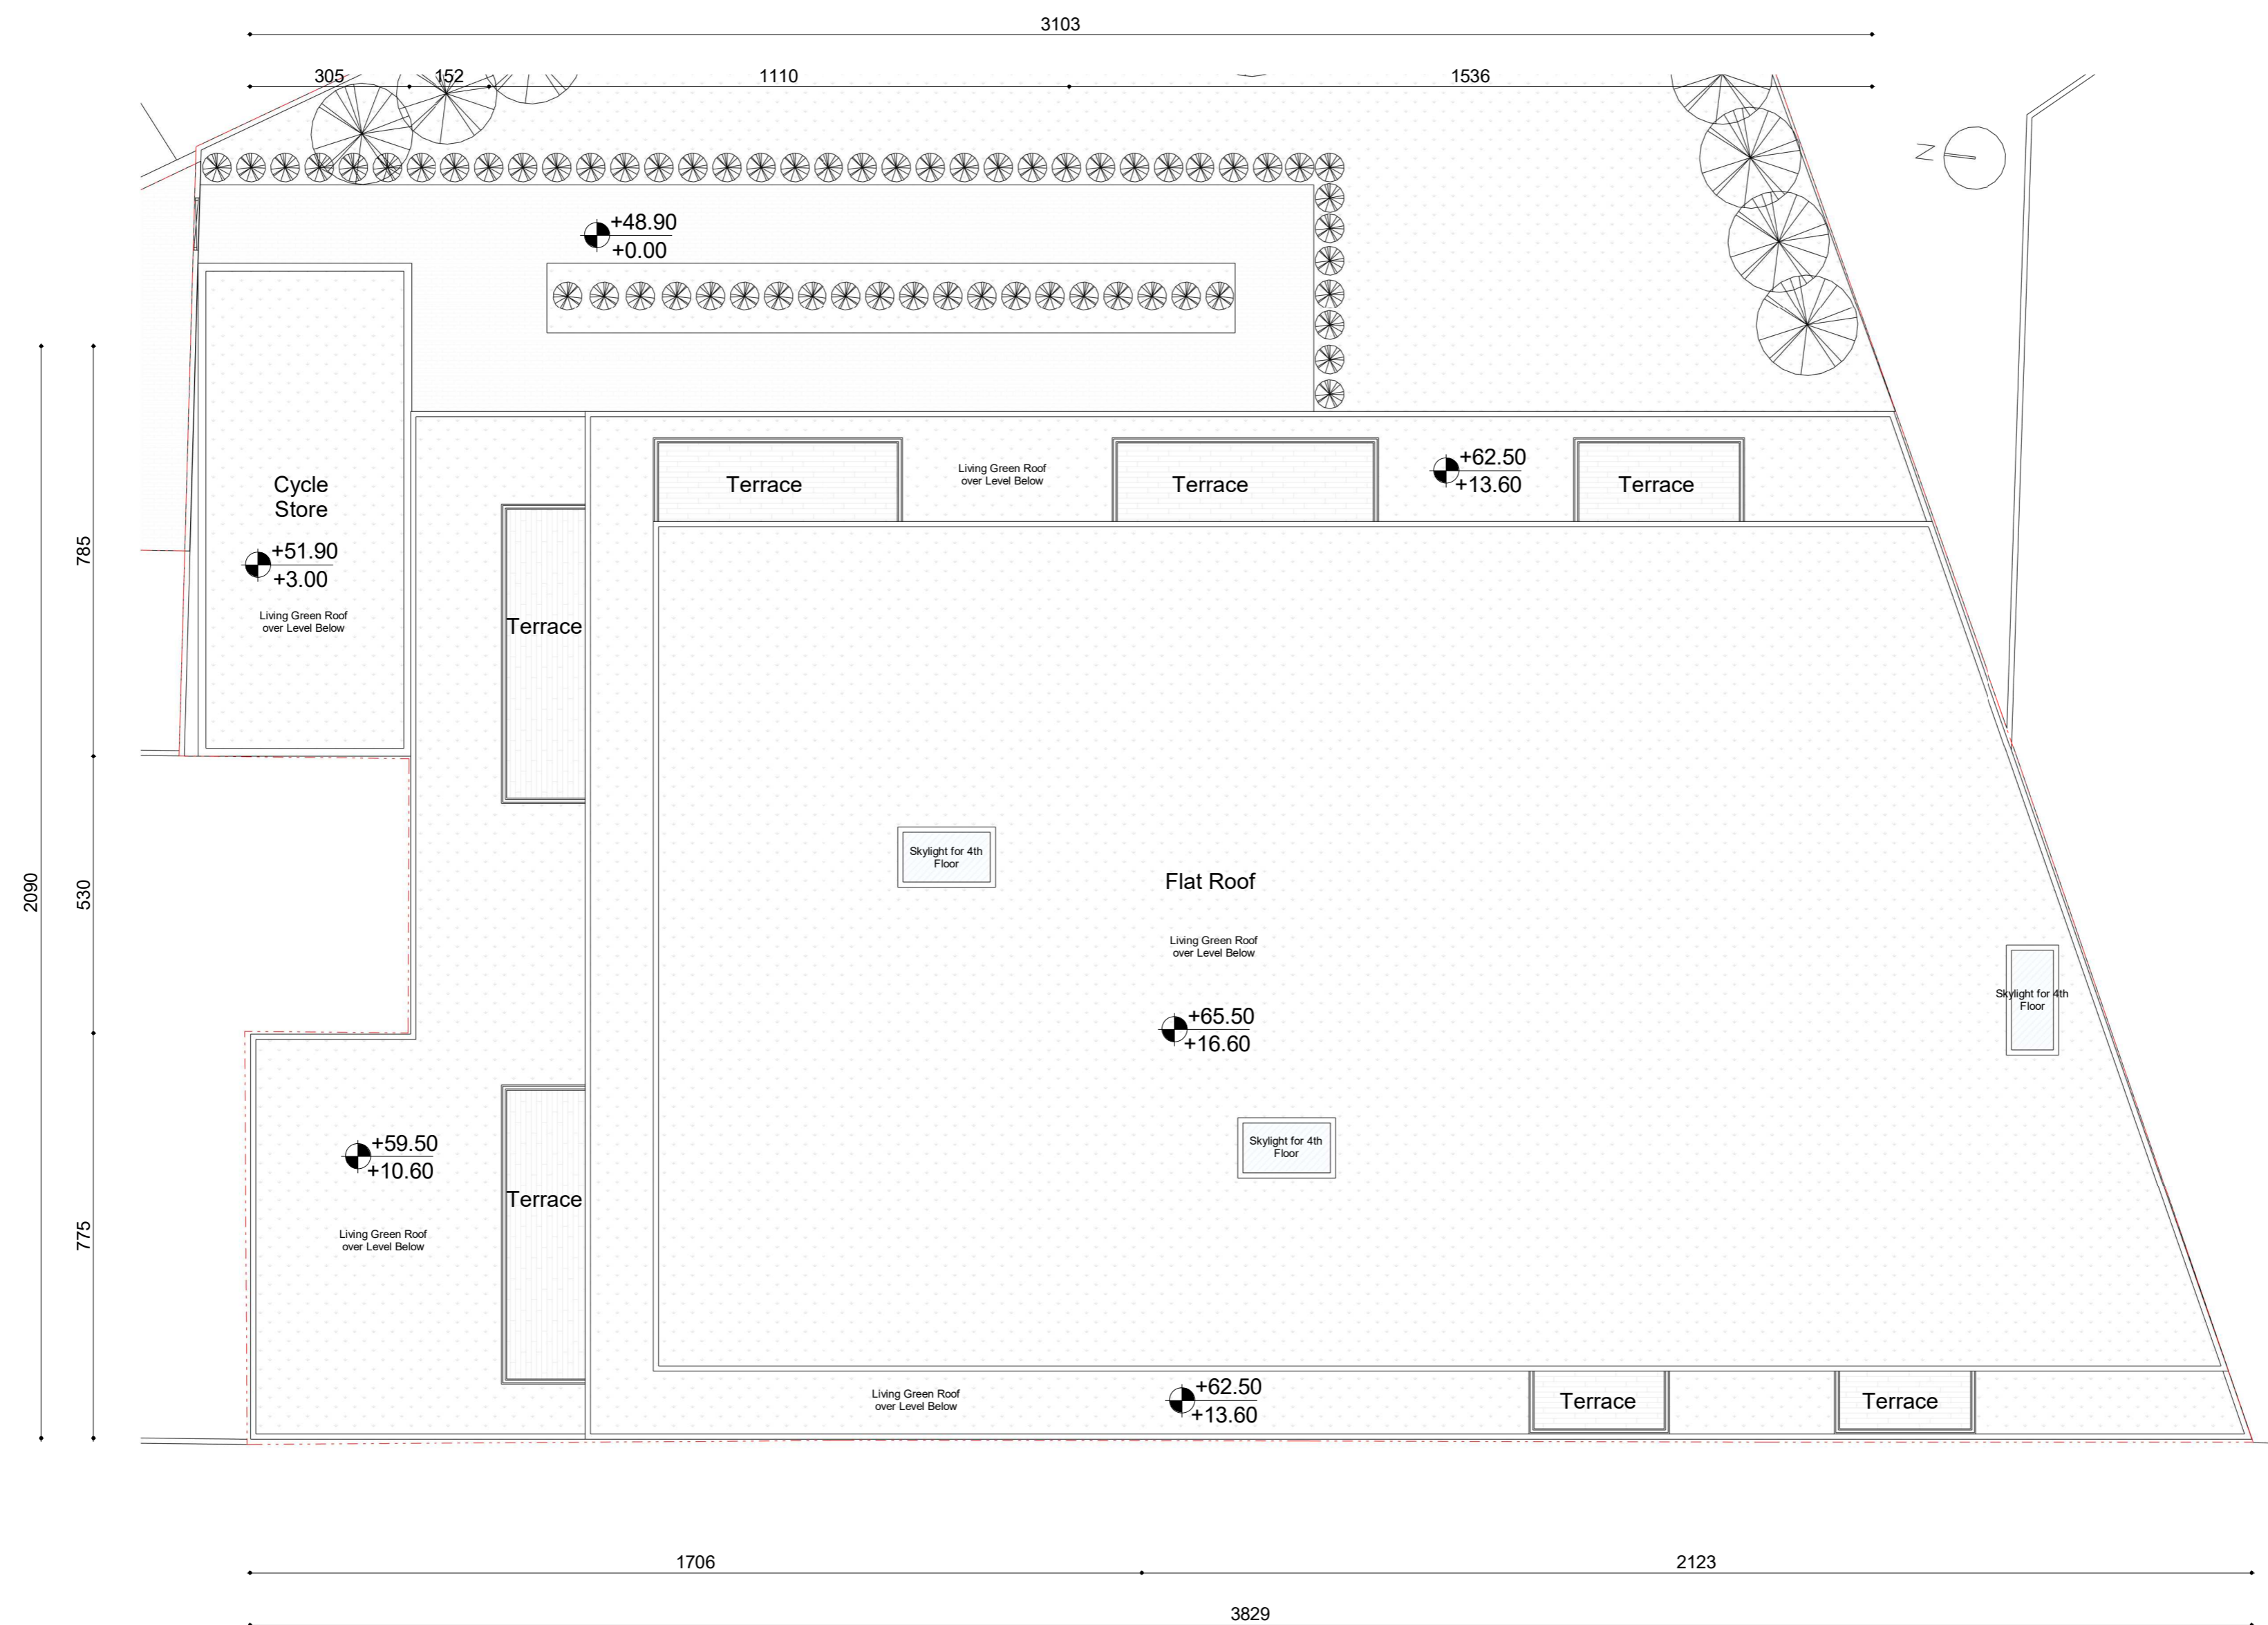 3103
305
152
1110
1536
N
+48.90
+0.00
Terrace
Living Green Roof
over Level Below
Terrace
+62.50
+13.60
Terrace
Cycle
Store
+51.90
+3.00
Living Green Roof
over Level Below
Terrace
785
530
2090
775
Skylight for 4th
Floor
Flat Roof
Living Green Roof
over Level Below
+65.50
+16.60
Skylight for 4th
Floor
Skylight for 4th
Floor
+59.50
+10.60
Living Green Roof
over Level Below
Terrace
Living Green Roof
over Level Below
+62.50
+13.60
Terrace
Terrace
1706
2123
3829